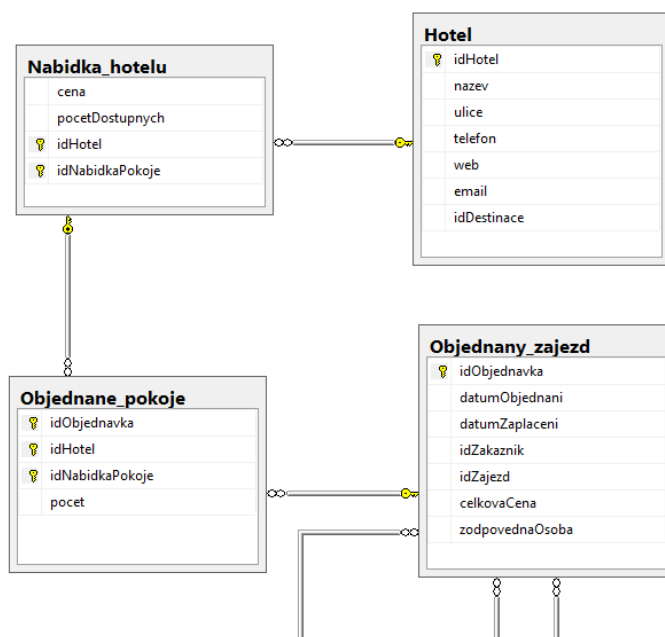 Nabidka_hotelu
cena
pocetDostupnych
idHotel
idNabidkaPokoje
Hotel
idHotel
nazev
ulice
telefon
web
email
idDestinace
Objednane_pokoje
idObjednavka
idHotel
idNabidkaPokoje
pocet
Objednany_zajezd
idObjednavka
datumObjednani
datumZaplaceni
idZakaznik
idZajezd
celkovaCena
zodpovednaOsoba